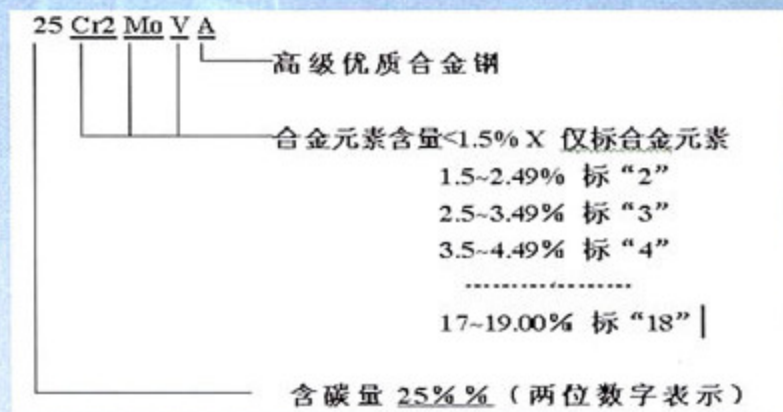 25 Cr2 Mo V A
高级优质合金钢
合金元素含量<1.5% X 仅标合金元素
1.5~2.49% 标“2”
2.5~3.49% 标“3”
3.5~4.49% 标“4”
17~19.00% 标“18”
含碳量 25%%（两位数字表示）